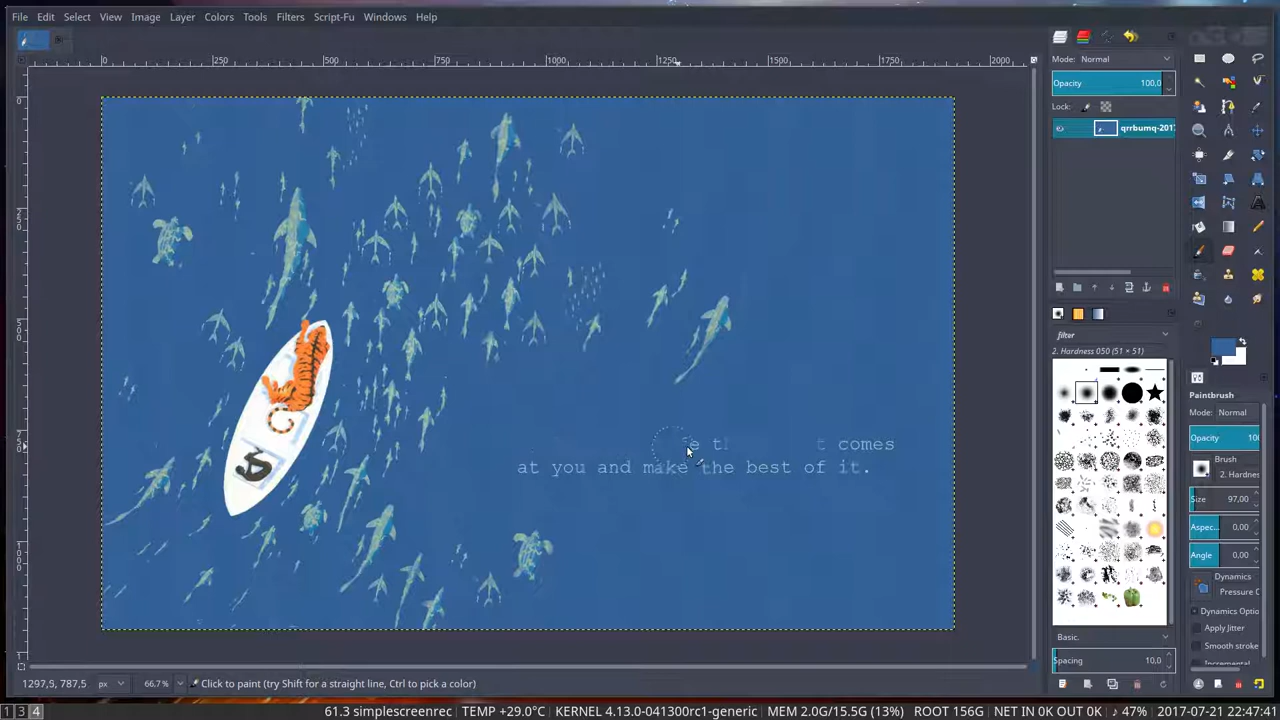 File Edit Select View Image Layer Colors Tools Filters Script-Fu Windows Help
0 250 500 750 1000 1250 1500 1750 2000
Mode: Normal
Opacity 100,0
Lock:
qrrbumq-2017
filter
2. Hardness 050 (51 × 51)
Basic.
Spacing 10,0
Paintbrush
Mode: Normal
Opacity 100
Brush
2. Hardness
Size 97,00
Aspec... 0,00
Angle 0,00
Dynamics
Pressure O
Dynamics Optio
Apply Jitter
Smooth stroke
Incremental
comes
at you and make the best of it.
1297,5, 787,5 px 66.7% Click to paint (try Shift for a straight line, Ctrl to pick a color)
1 3 4 61.3 simplescreenrec TEMP +29.0°C KERNEL 4.13.0-041300rc1-generic MEM 2.0G/15.5G (13%) ROOT 156G NET IN 0K OUT 0K ♪ 47% 2017-07-21 22:47:41